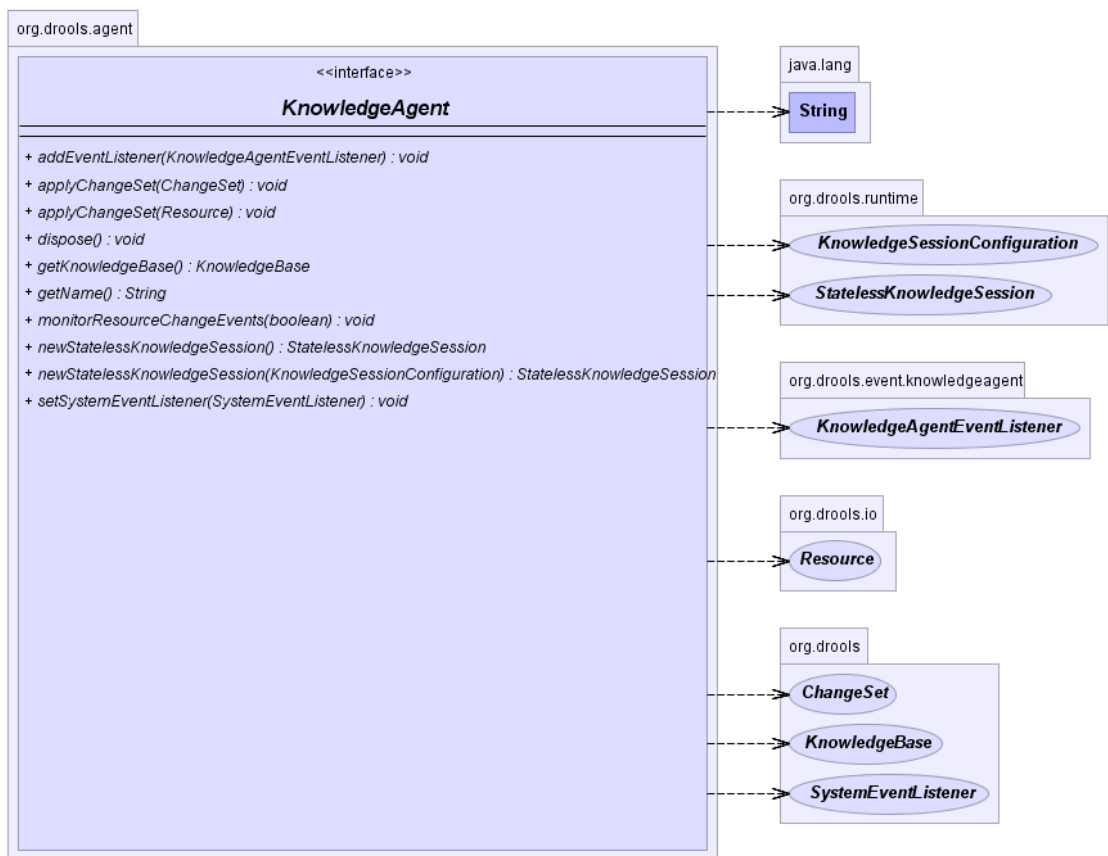 org.drools.agent
<<interface>>
KnowledgeAgent
+ addEventListener(KnowledgeAgentEventListener) : void
+ applyChangeSet(ChangeSet) : void
+ applyChangeSet(Resource) : void
+ dispose() : void
+ getKnowledgeBase() : KnowledgeBase
+ getName() : String
+ monitorResourceChangeEvents(boolean) : void
+ newStatelessKnowledgeSession() : StatelessKnowledgeSession
+ newStatelessKnowledgeSession(KnowledgeSessionConfiguration) : StatelessKnowledgeSession
+ setSystemEventListener(SystemEventListener) : void
java.lang
String
org.drools.runtime
KnowledgeSessionConfiguration
StatelessKnowledgeSession
org.drools.event.knowledgeagent
KnowledgeAgentEventListener
org.drools.io
Resource
org.drools
ChangeSet
KnowledgeBase
SystemEventListener